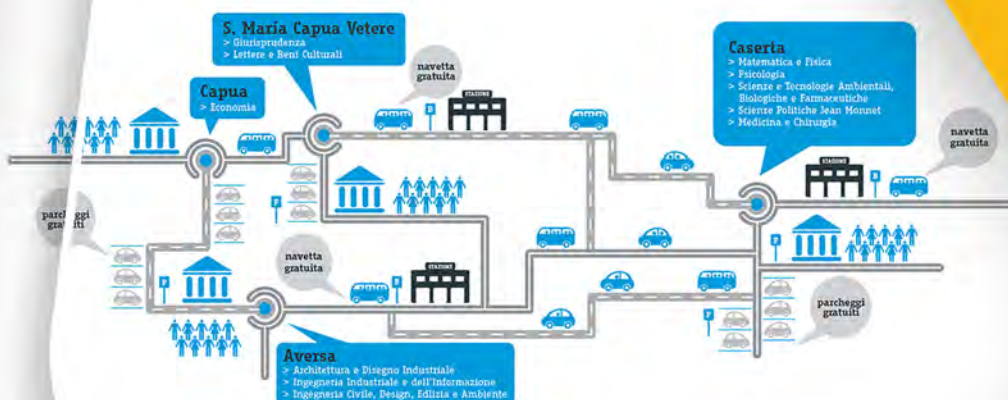 S. Maria Capua Vetere
> Giurisprudenza
> Lettere e Beni Culturali
navetta
gratuita
Caserta
> Matematica e Fisica
> Psicologia
> Scienze e Tecnologie Ambientali,
Biologiche e Farmaceutiche
> Scienze Politiche Jean Monnet
> Medicina e Chirurgia
Capua
> Economia
STAZIONE
B
navetta
gratuita
STAZIONE
B
P
parcheggi
gratuiti
P
navetta
gratuita
STAZIONE
P
B
parcheggi
gratuiti
P
Aversa
> Architettura e Disegno Industriale
> Ingegneria Industriale e dell'Informazione
> Ingegneria Civile, Design, Edlizia e Ambiente